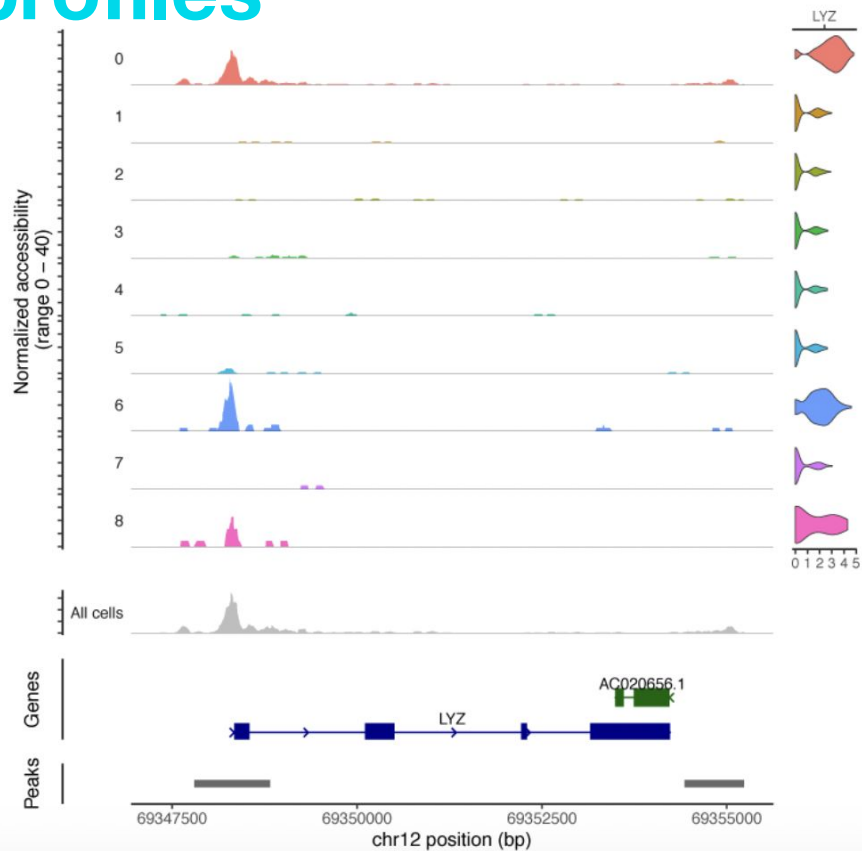 profiles
LYZ
Normalized accessibility
(range 0 – 40)
0
1
2
3
4
5
6
7
8
0 1 2 3 4 5
All cells
Genes
AC020656.1
LYZ
Peaks
69347500 69350000 69352500 69355000
chr12 position (bp)